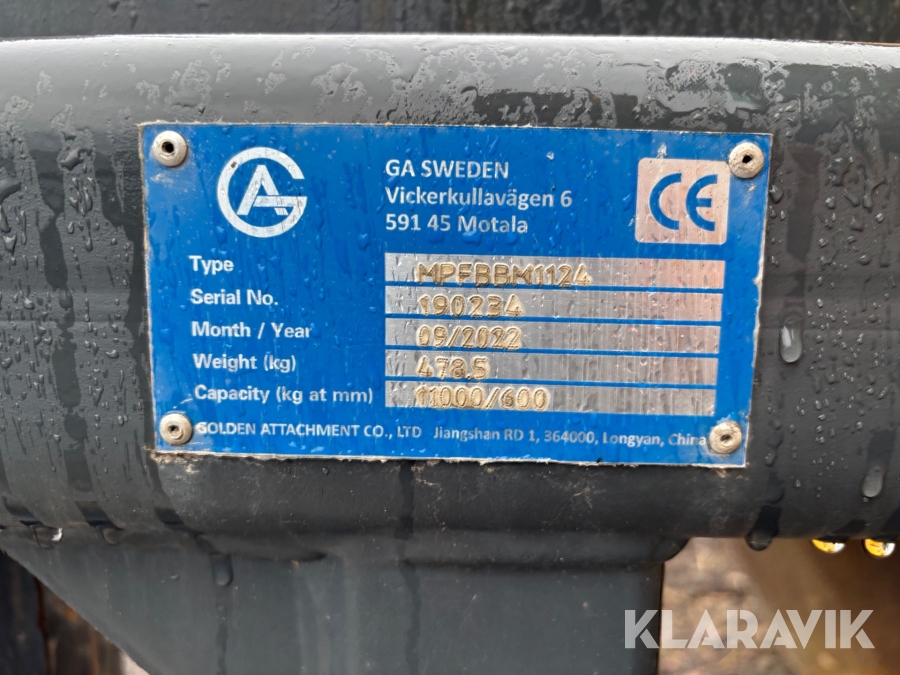 GA
GA SWEDEN
Vickerkullavägen 6
591 45 Motala
CE
Type MPFBBM1124
Serial No. 190234
Month / Year 09/2022
Weight (kg) 478.5
Capacity (kg at mm) 11000/600
GOLDEN ATTACHMENT CO., LTD Jiangshan RD 1, 364000, Longyan, China
KLARAVIK